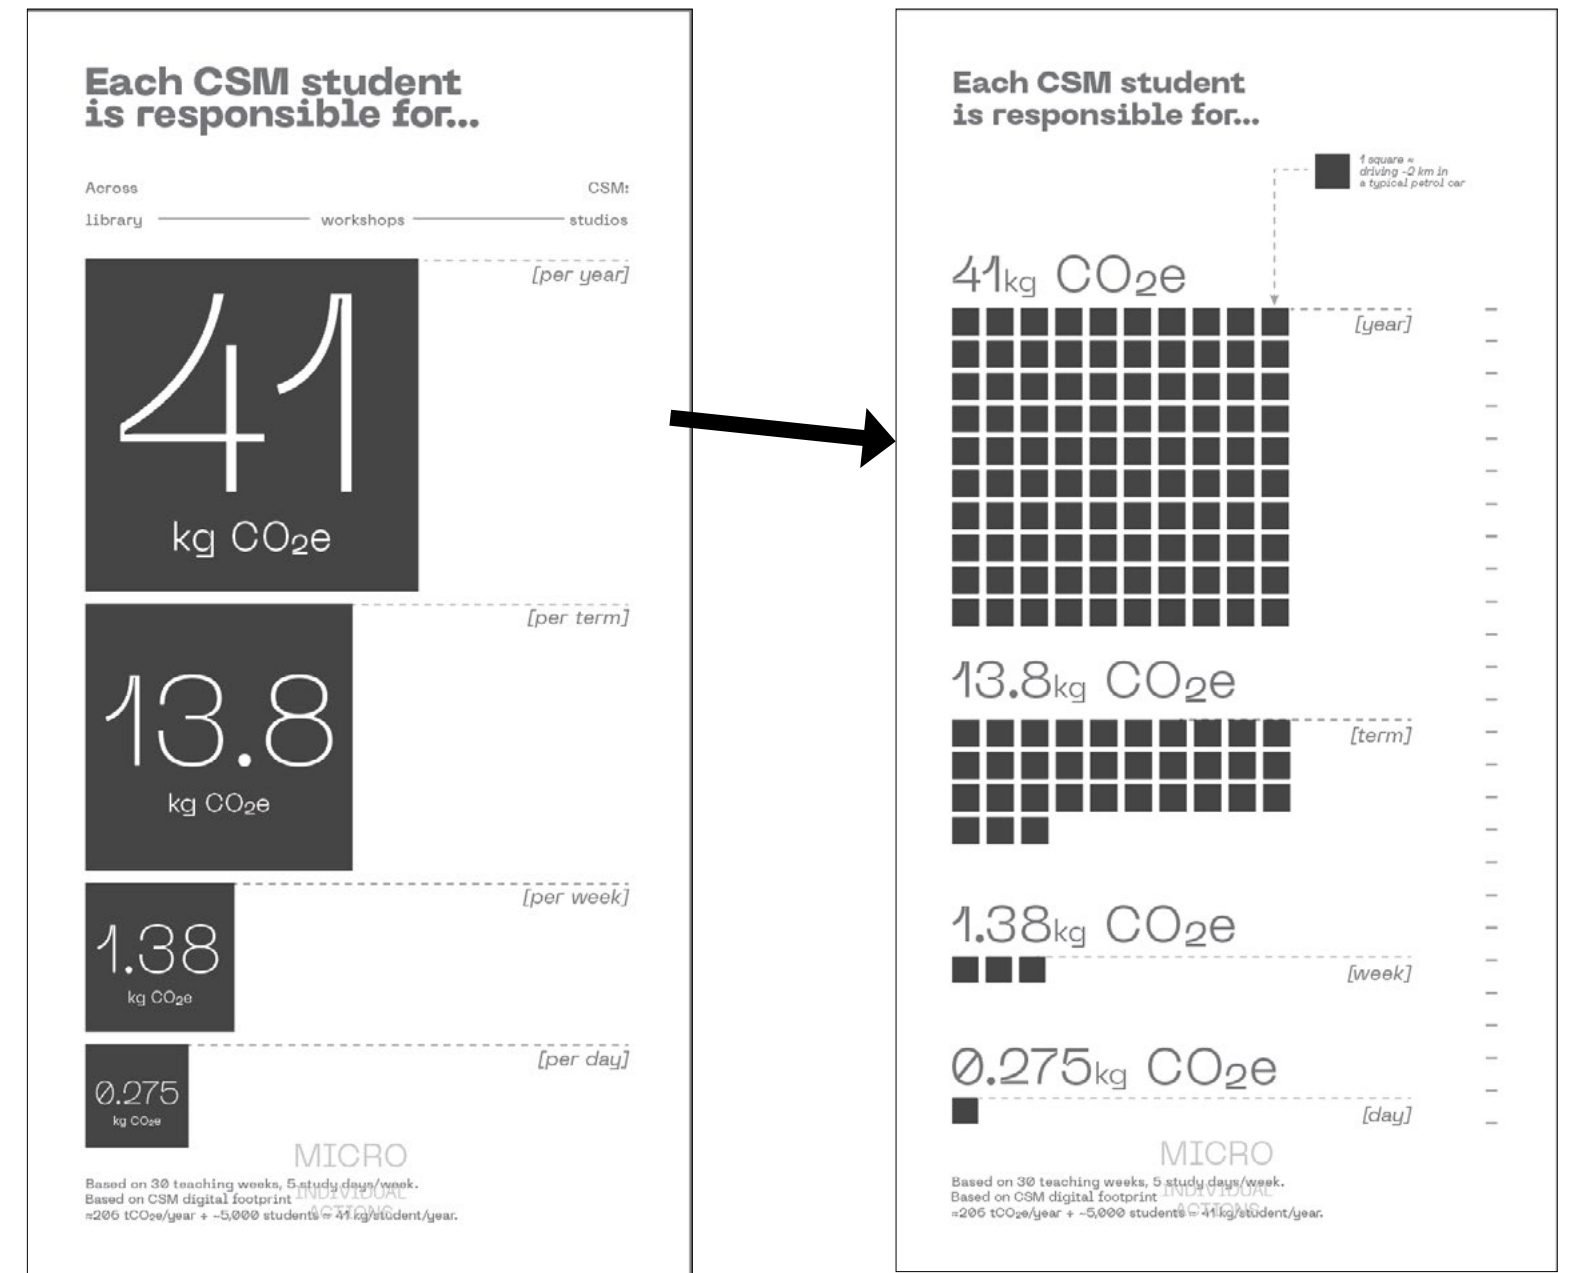 Each CSM student
is responsible for...
Across CSM:
library workshops studios
[per year]
41
kg CO₂e
[per term]
13.8
kg CO₂e
[per week]
1.38
kg CO₂e
[per day]
0.275
kg CO₂e
MICRO
INDIVIDUAL
ACTIONS
Based on 30 teaching weeks, 5 study days/week.
Based on CSM digital footprint
≈206 tCO₂e/year ÷ ~5,000 students ≈ 41 kg/student/year.
Each CSM student
is responsible for...
1 square ≈
driving ~2 km in
a typical petrol car
41kg CO₂e
[year]
13.8kg CO₂e
[term]
1.38kg CO₂e
[week]
0.275kg CO₂e
[day]
MICRO
INDIVIDUAL
ACTIONS
Based on 30 teaching weeks, 5 study days/week.
Based on CSM digital footprint
≈206 tCO₂e/year ÷ ~5,000 students ≈ 41 kg/student/year.